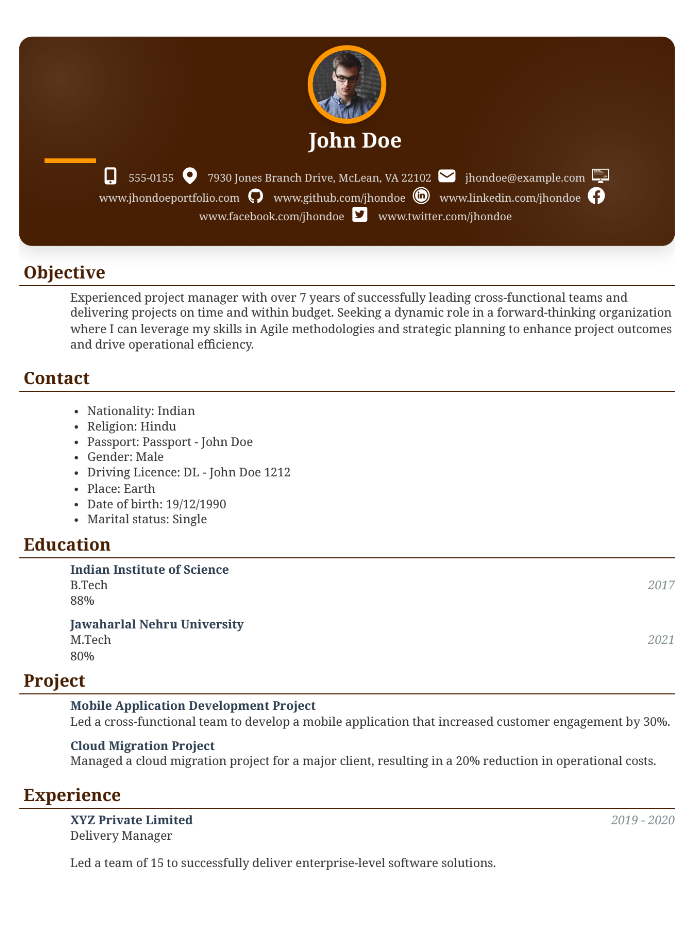 John Doe
555-0155 7930 Jones Branch Drive, McLean, VA 22102 jhondoe@example.com
www.jhondoeportfolio.com www.github.com/jhondoe www.linkedin.com/jhondoe
www.facebook.com/jhondoe www.twitter.com/jhondoe
Objective
Experienced project manager with over 7 years of successfully leading cross-functional teams and
delivering projects on time and within budget. Seeking a dynamic role in a forward-thinking organization
where I can leverage my skills in Agile methodologies and strategic planning to enhance project outcomes
and drive operational efficiency.
Contact
• Nationality: Indian
• Religion: Hindu
• Passport: Passport - John Doe
• Gender: Male
• Driving Licence: DL - John Doe 1212
• Place: Earth
• Date of birth: 19/12/1990
• Marital status: Single
Education
Indian Institute of Science
B.Tech 2017
88%
Jawaharlal Nehru University
M.Tech 2021
80%
Project
Mobile Application Development Project
Led a cross-functional team to develop a mobile application that increased customer engagement by 30%.
Cloud Migration Project
Managed a cloud migration project for a major client, resulting in a 20% reduction in operational costs.
Experience
XYZ Private Limited 2019 - 2020
Delivery Manager
Led a team of 15 to successfully deliver enterprise-level software solutions.